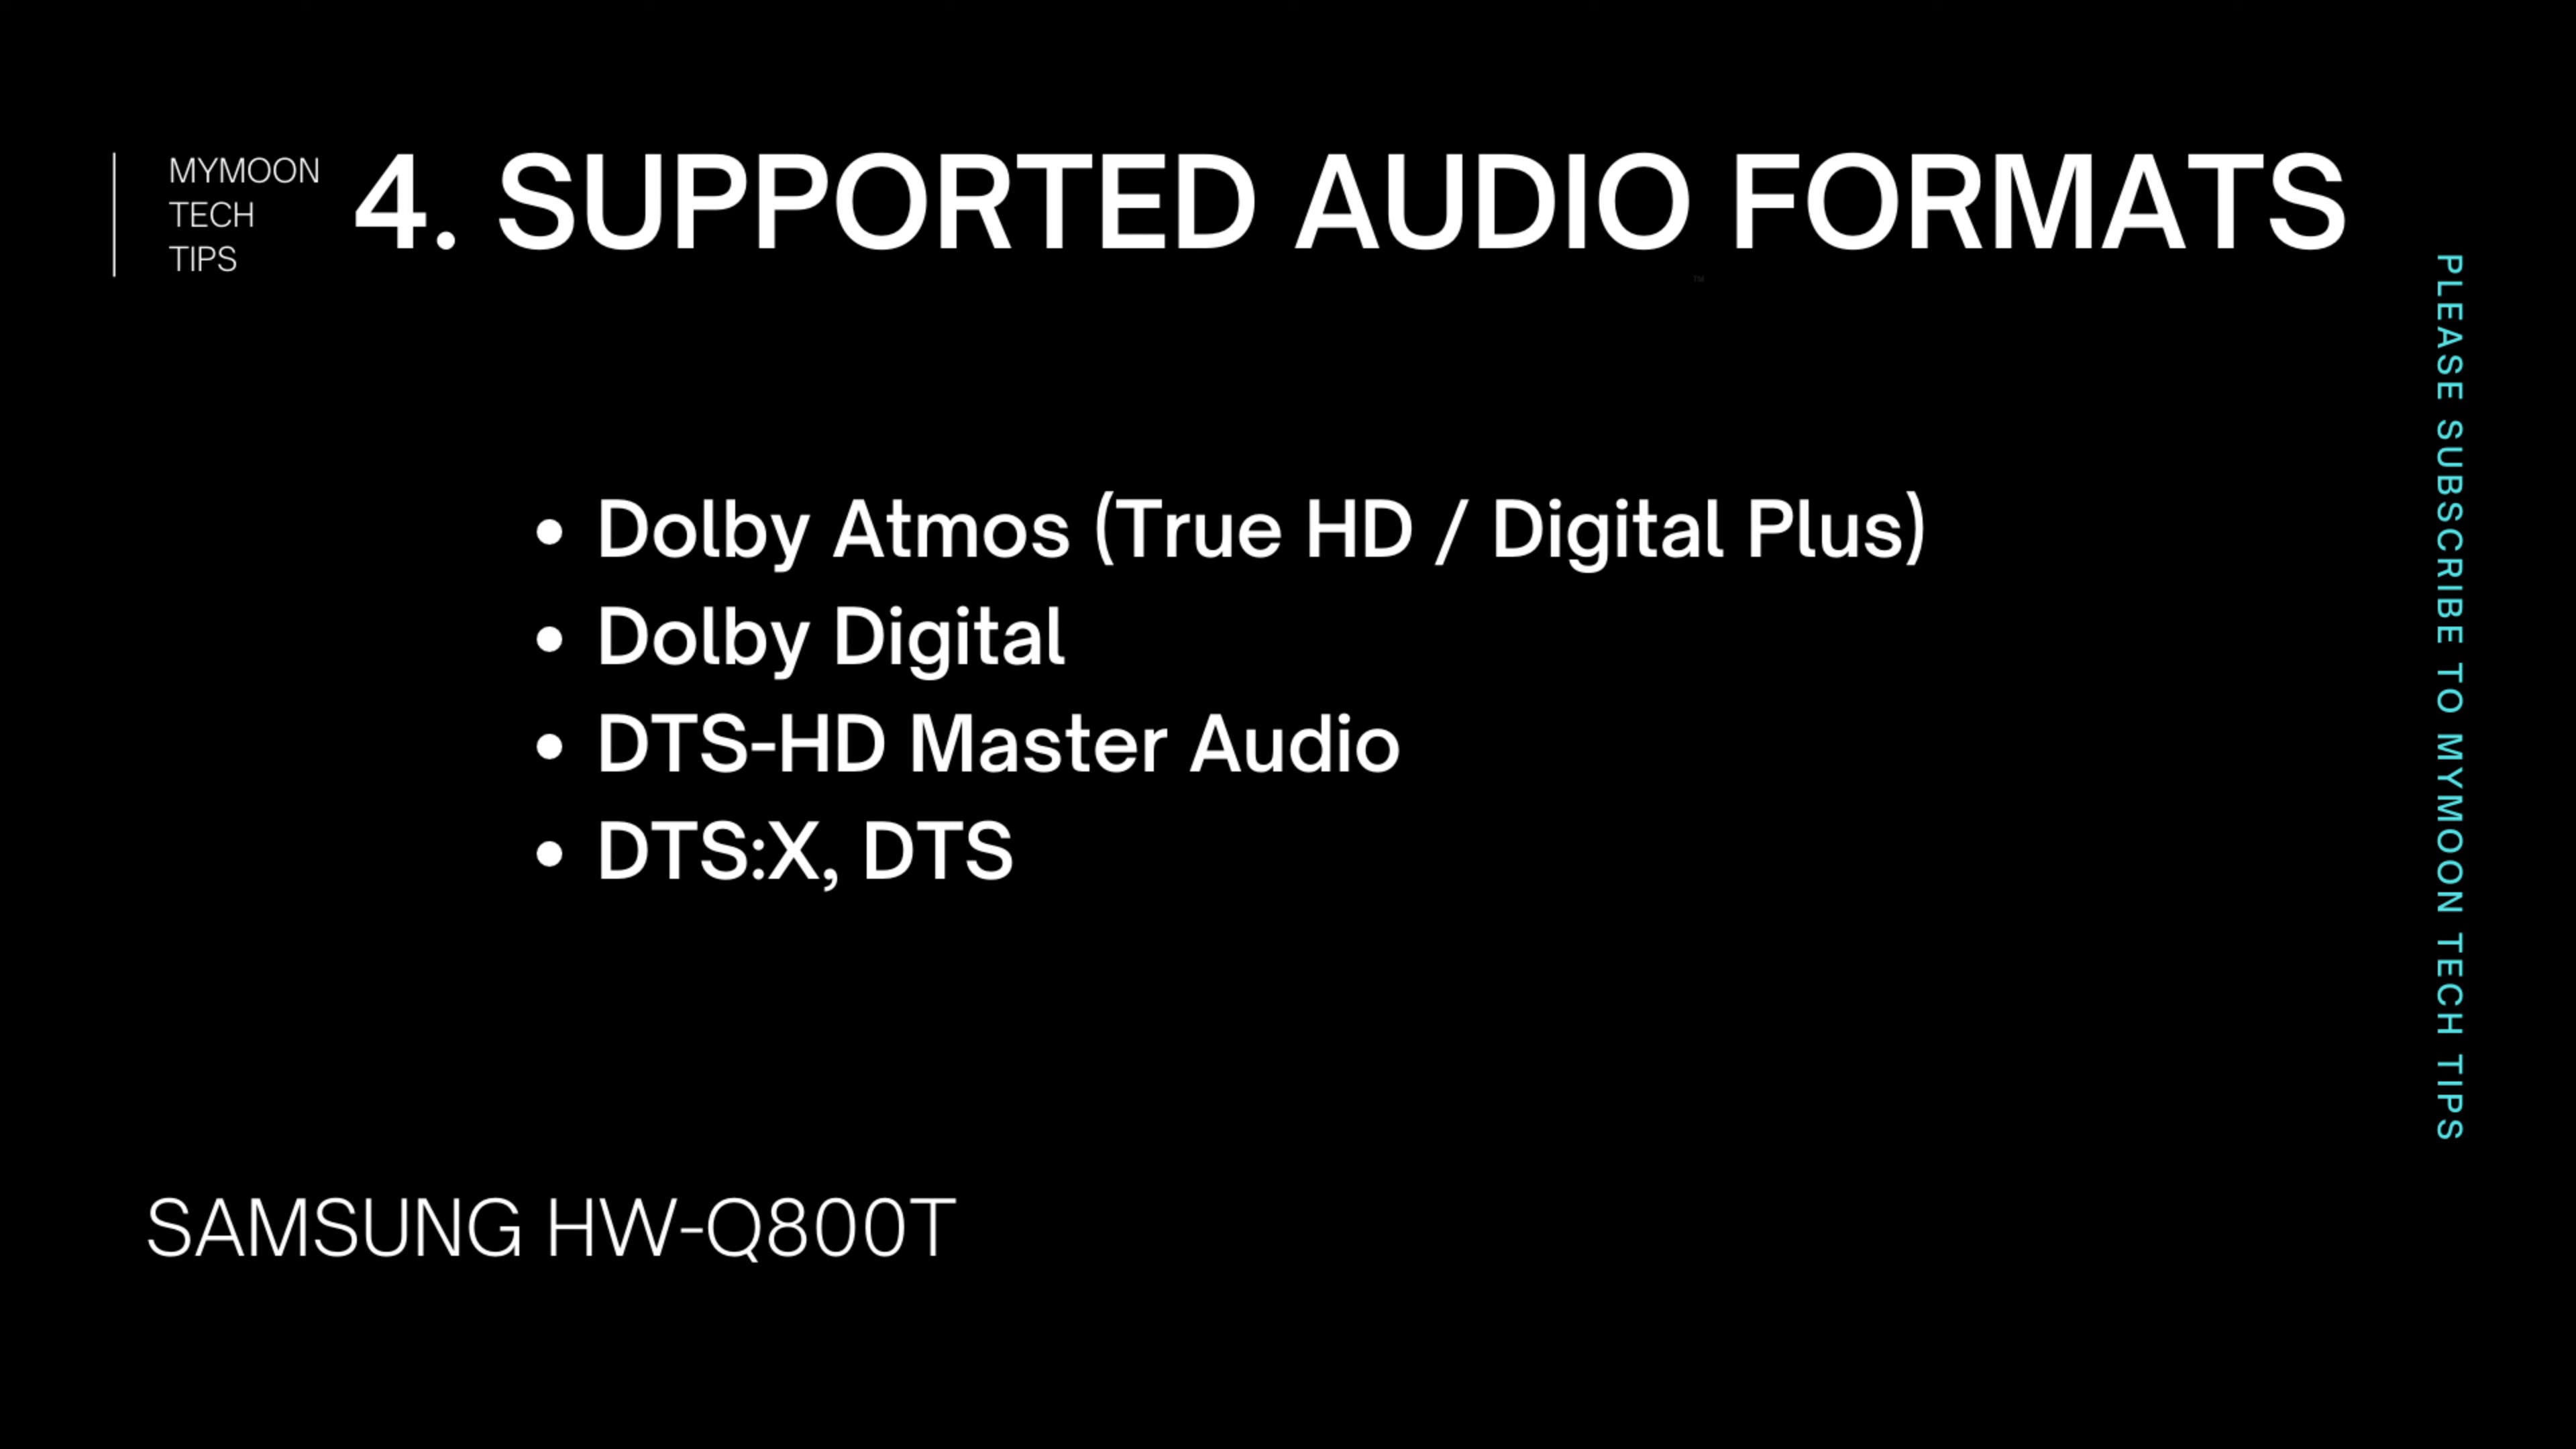 MYMOON
TECH
TIPS
4. SUPPORTED AUDIO FORMATS
™
• Dolby Atmos (True HD / Digital Plus)
• Dolby Digital
• DTS-HD Master Audio
• DTS:X, DTS
SAMSUNG HW-Q800T
PLEASE SUBSCRIBE TO MYMOON TECH TIPS